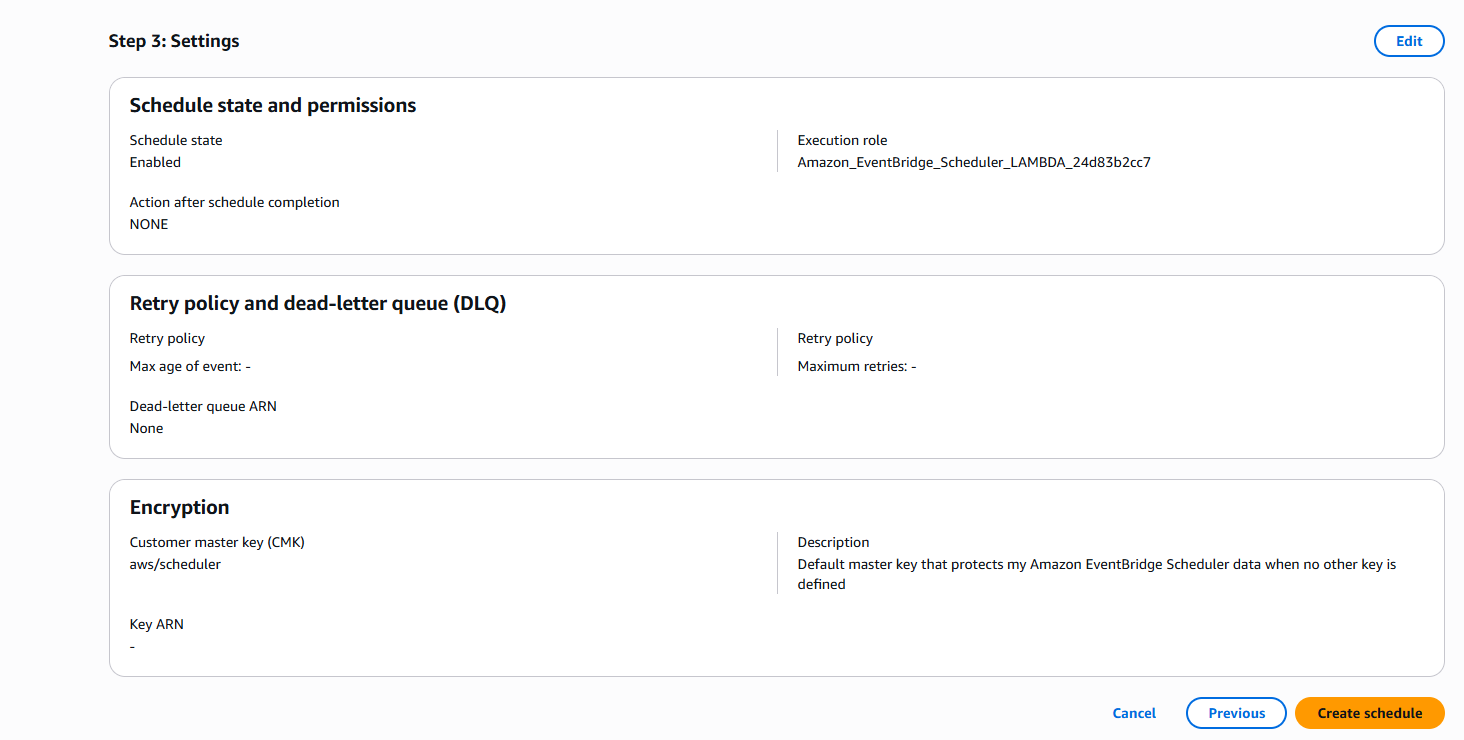 Step 3: Settings
Edit
Schedule state and permissions
Schedule state
Enabled
Execution role
Amazon_EventBridge_Scheduler_LAMBDA_24d83b2cc7
Action after schedule completion
NONE
Retry policy and dead-letter queue (DLQ)
Retry policy
Max age of event: -
Retry policy
Maximum retries: -
Dead-letter queue ARN
None
Encryption
Customer master key (CMK)
aws/scheduler
Description
Default master key that protects my Amazon EventBridge Scheduler data when no other key is
defined
Key ARN
-
Cancel
Previous
Create schedule